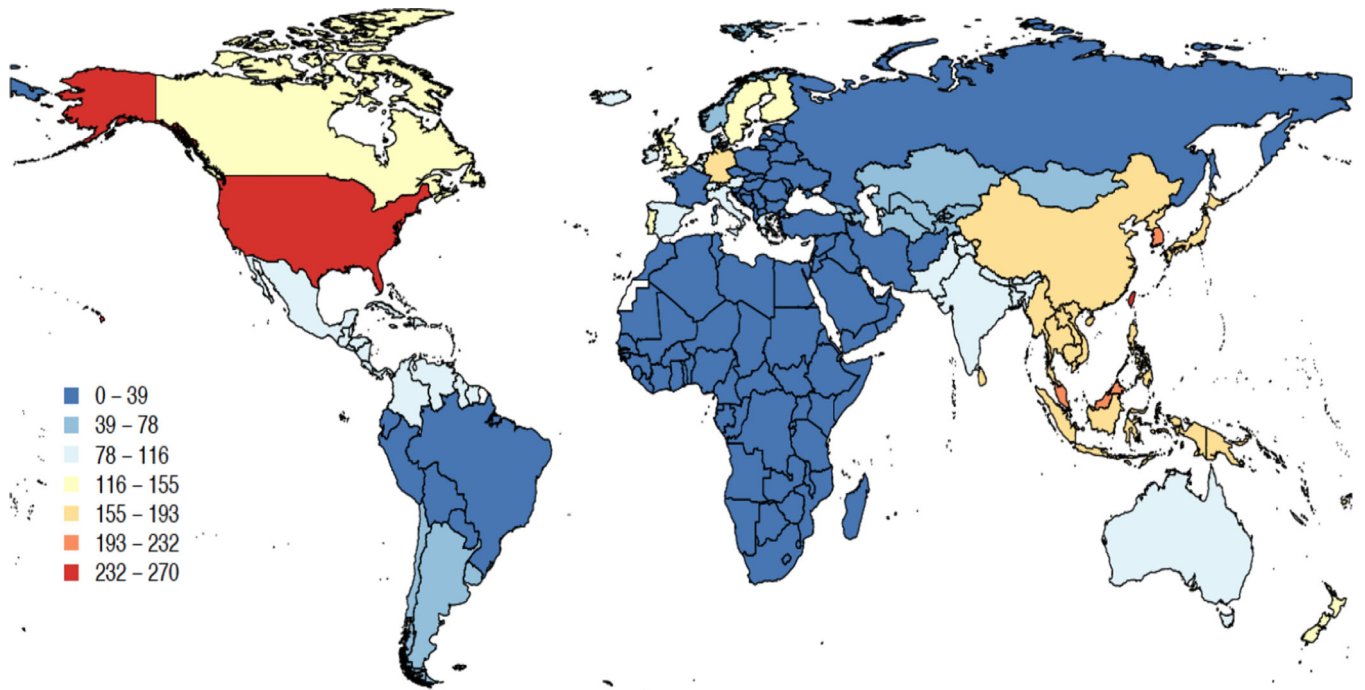 0 – 39
39 – 78
78 – 116
116 – 155
155 – 193
193 – 232
232 – 270